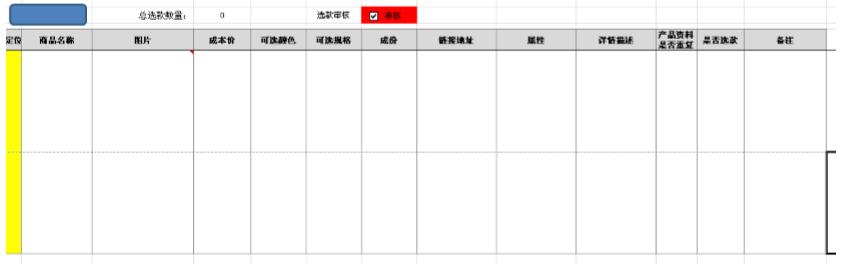 总选款数量： 0 选款审核 审核
定位 商品名称 图片 成本价 可选颜色 可选规格 成份 链接地址 属性 详情描述 产品资料是否重复 是否选款 备注